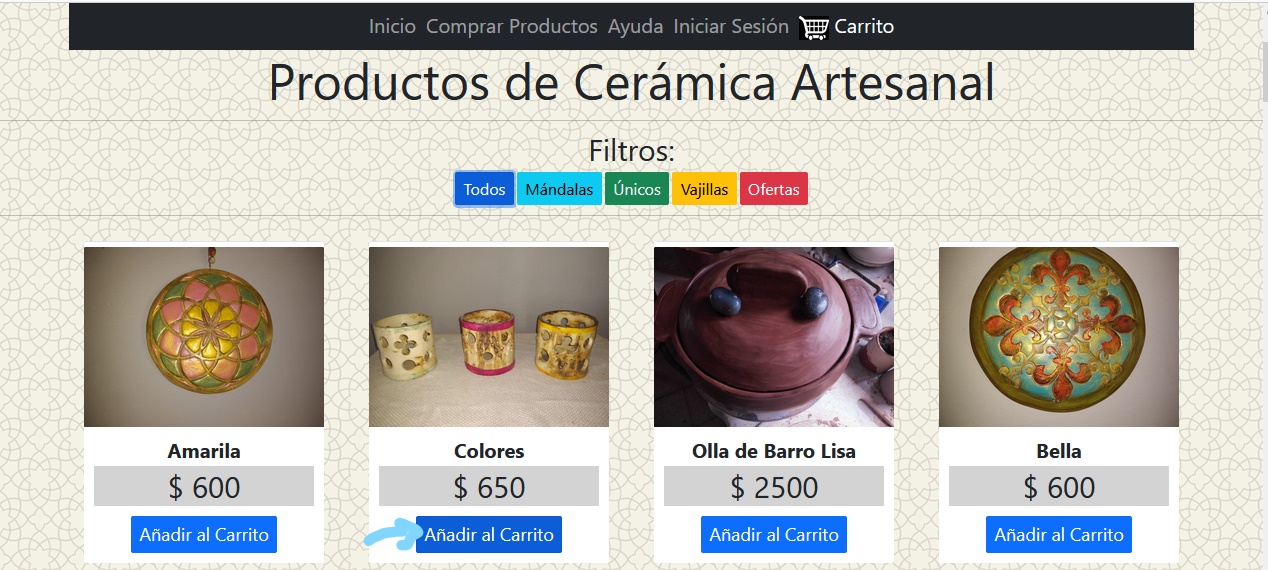 Inicio Comprar Productos Ayuda Iniciar Sesión Carrito
Productos de Cerámica Artesanal
Filtros:
Todos Mándalas Únicos Vajillas Ofertas
Amarila Colores Olla de Barro Lisa Bella
$ 600 $ 650 $ 2500 $ 600
Añadir al Carrito Añadir al Carrito Añadir al Carrito Añadir al Carrito